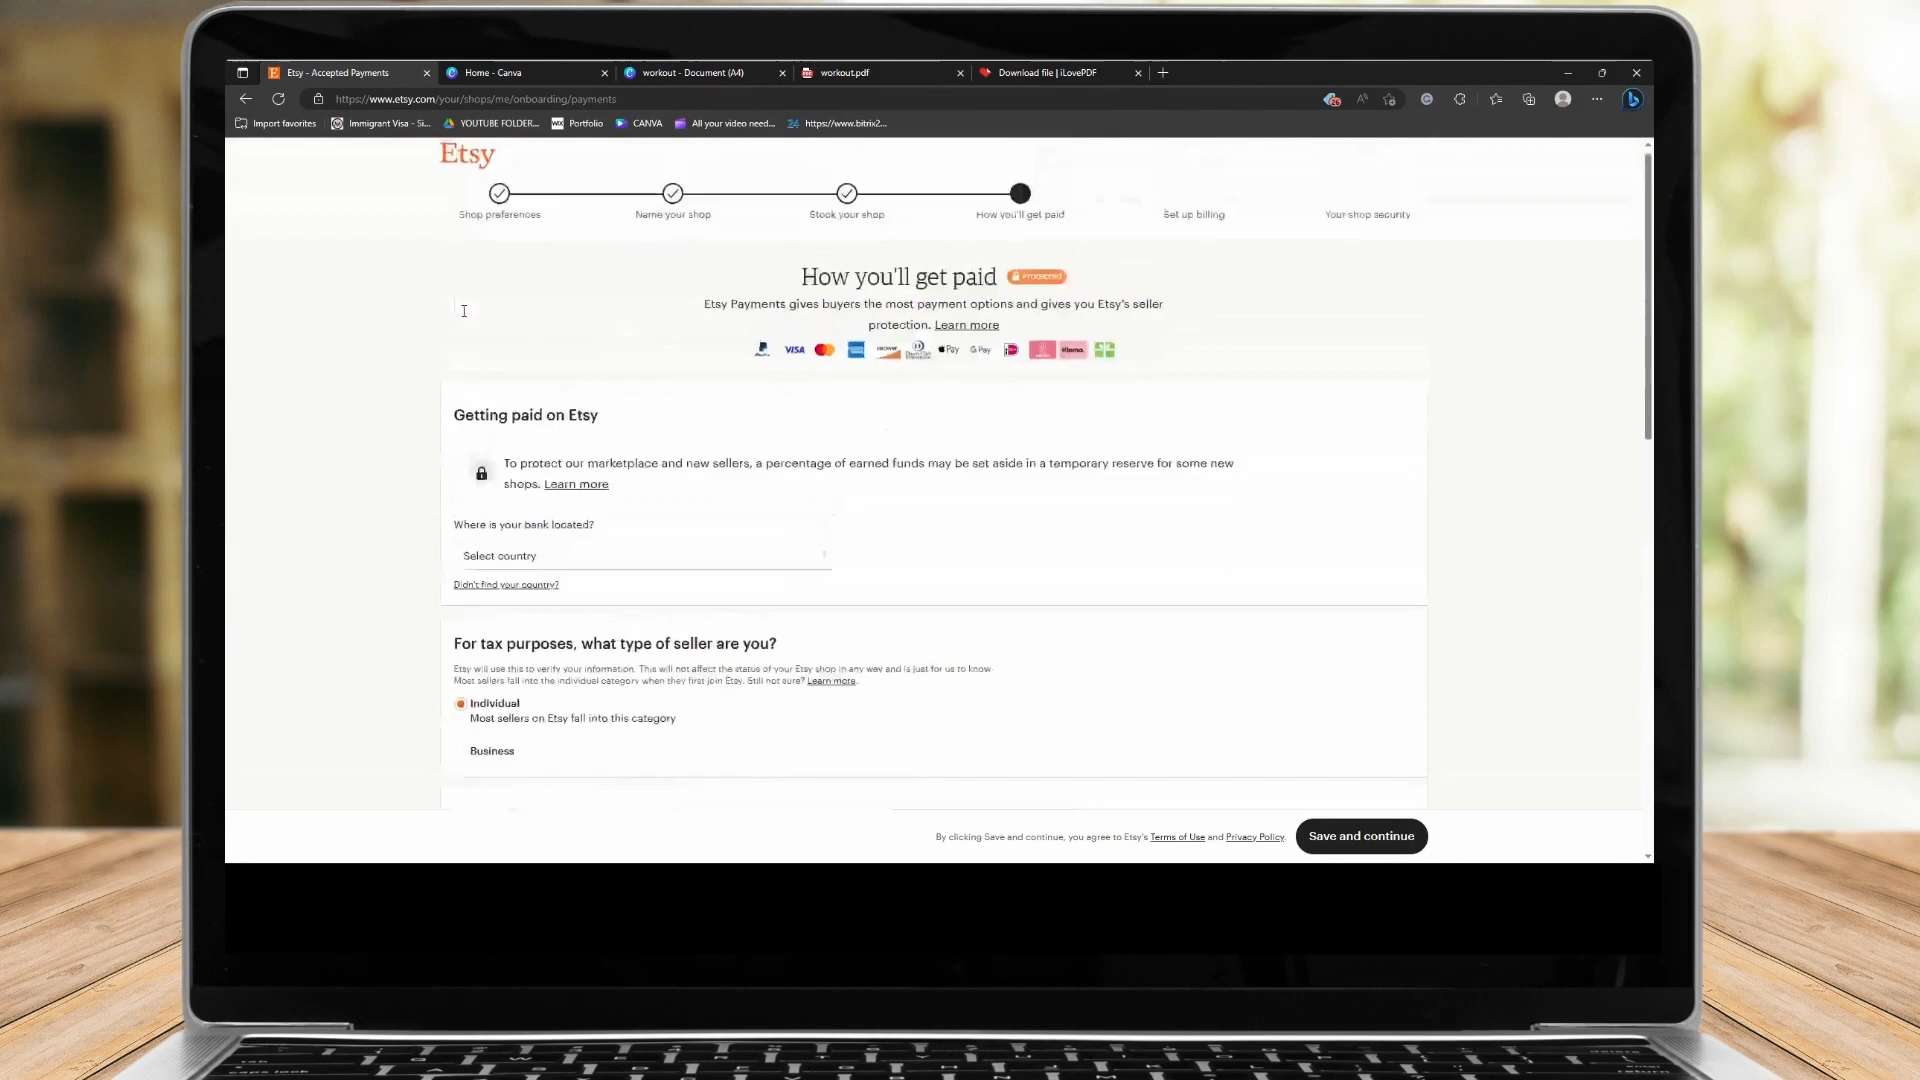 Etsy - Accepted Payments
Home - Canva
workout - Document (A4)
workout.pdf
Download file | iLovePDF
https://www.etsy.com/your/shops/me/onboarding/payments
Import favorites
Immigrant Visa - Si...
YOUTUBE FOLDER...
Portfolio
CANVA
All your video need...
24 https://www.bitrix2...
Etsy
Shop preferences
Name your shop
Stock your shop
How you'll get paid
Set up billing
Your shop security
How you'll get paid
Protected
Etsy Payments gives buyers the most payment options and gives you Etsy's seller
protection. Learn more
VISA
DISCOVER
Pay
G Pay
Klarna.
Getting paid on Etsy
To protect our marketplace and new sellers, a percentage of earned funds may be set aside in a temporary reserve for some new
shops. Learn more
Where is your bank located?
Select country
Didn't find your country?
For tax purposes, what type of seller are you?
Etsy will use this to verify your information. This will not affect the status of your Etsy shop in any way and is just for us to know
Most sellers fall into the individual category when they first join Etsy. Still not sure? Learn more.
Individual
Most sellers on Etsy fall into this category
Business
By clicking Save and continue, you agree to Etsy's Terms of Use and Privacy Policy.
Save and continue